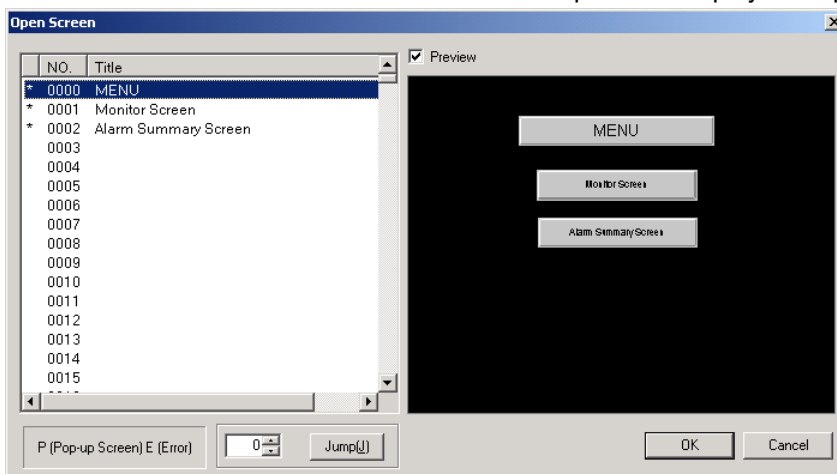 Open Screen
NO. Title
* 0000 MENU
* 0001 Monitor Screen
* 0002 Alarm Summary Screen
0003
0004
0005
0006
0007
0008
0009
0010
0011
0012
0013
0014
0015
P (Pop-up Screen) E (Error)
0
Jump(J)
Preview
MENU
Monitor Screen
Alarm Summary Screen
OK
Cancel